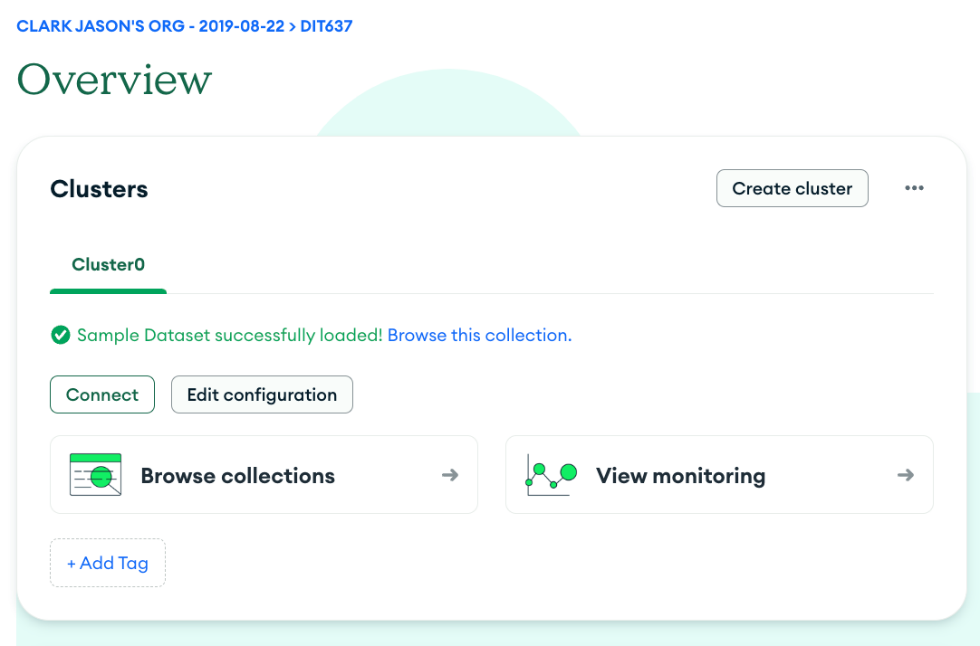 CLARK JASON'S ORG - 2019-08-22 > DIT637
Overview
Clusters
Create cluster
Cluster0
Sample Dataset successfully loaded! Browse this collection.
Connect
Edit configuration
Browse collections
View monitoring
+ Add Tag